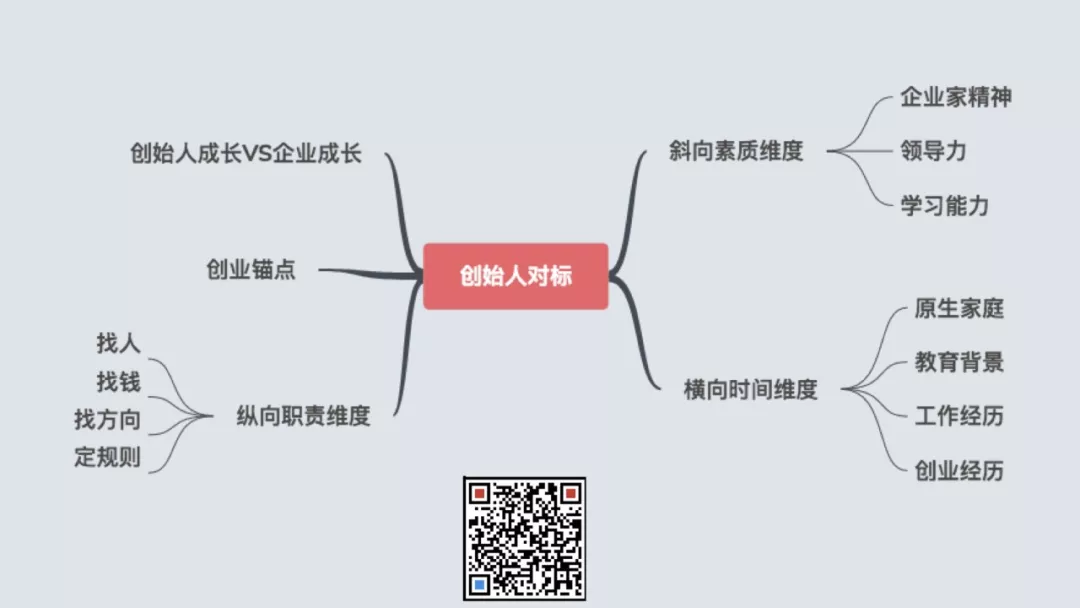 创始人对标
创始人成长VS企业成长
创业锚点
纵向职责维度
找人
找钱
找方向
定规则
斜向素质维度
企业家精神
领导力
学习能力
横向时间维度
原生家庭
教育背景
工作经历
创业经历